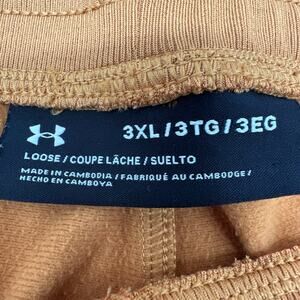 3XL/3TG/3EG
LOOSE/COUPE LÂCHE/SUELTO
MADE IN CAMBODIA/FABRIQUÉ AU CAMBODGE/
HECHO EN CAMBOYA